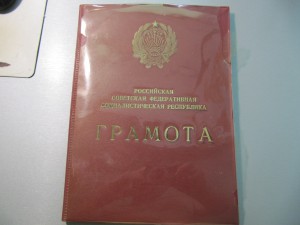 РОССИЙСКАЯ
СОВЕТСКАЯ ФЕДЕРАТИВНАЯ
СОЦИАЛИСТИЧЕСКАЯ РЕСПУБЛИКА
ГРАМОТА